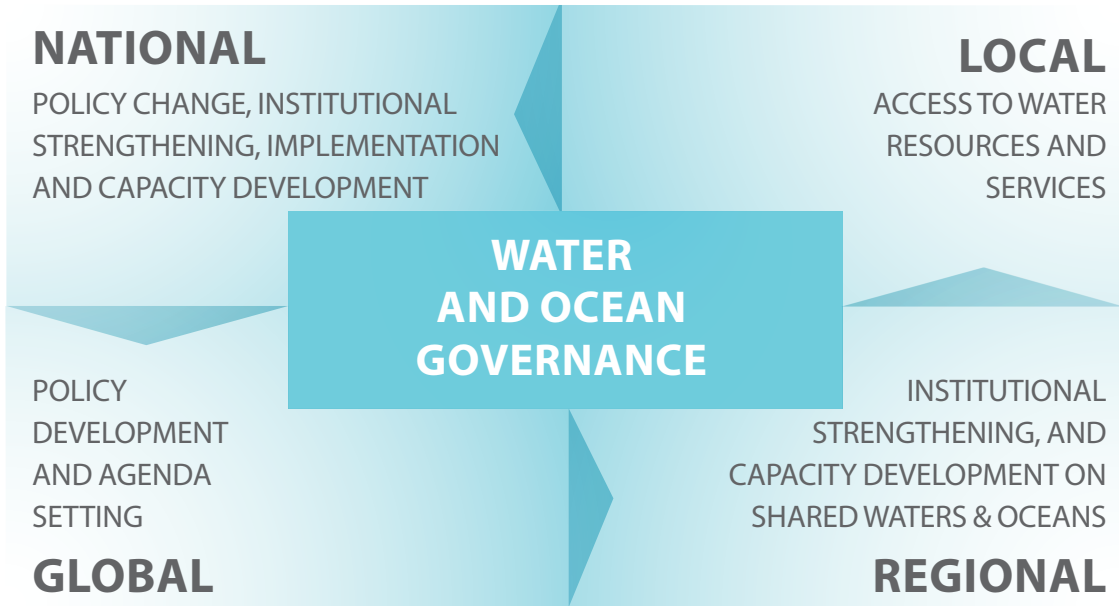 NATIONAL
POLICY CHANGE, INSTITUTIONAL
STRENGTHENING, IMPLEMENTATION
AND CAPACITY DEVELOPMENT
LOCAL
ACCESS TO WATER
RESOURCES AND
SERVICES
WATER
AND OCEAN
GOVERNANCE
POLICY
DEVELOPMENT
AND AGENDA
SETTING
GLOBAL
INSTITUTIONAL
STRENGTHENING, AND
CAPACITY DEVELOPMENT ON
SHARED WATERS & OCEANS
REGIONAL